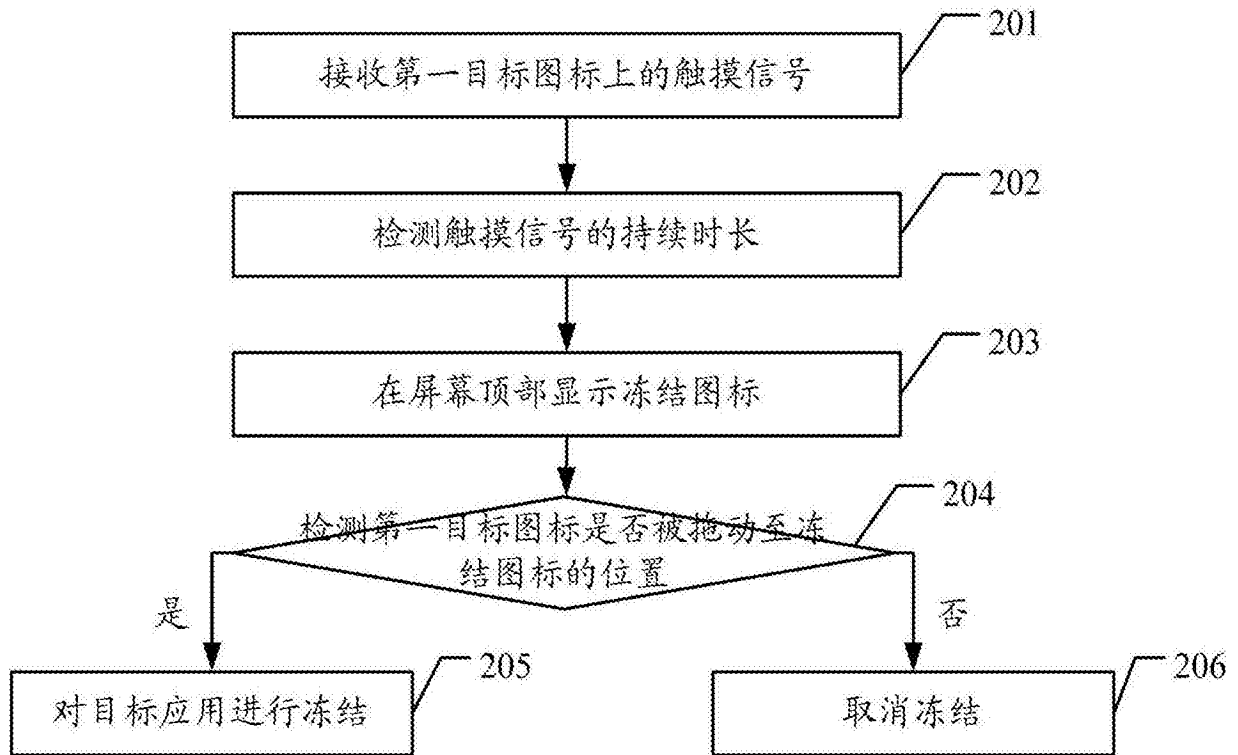 201
接收第一目标图标上的触摸信号
202
检测触摸信号的持续时长
203
在屏幕顶部显示冻结图标
204
检测第一目标图标是否被拖动至冻
结图标的位置
是
否
205
206
对目标应用进行冻结
取消冻结